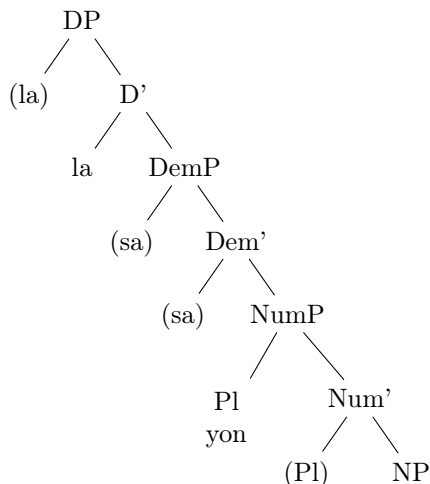 DP
(la) D’
la DemP
(sa) Dem’
(sa) NumP
Pl Num’
yon
(Pl) NP